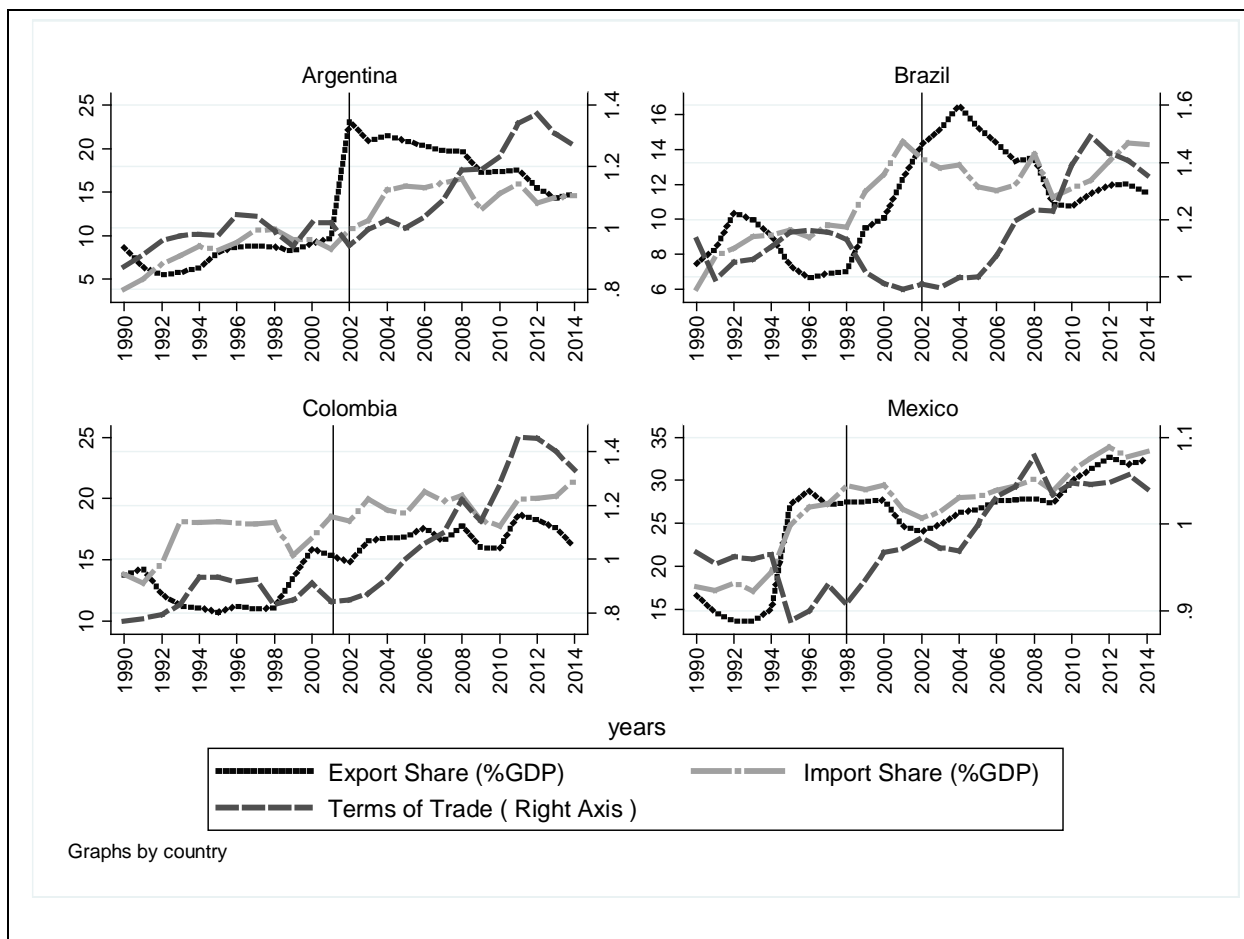 Argentina
Brazil
25
20
15
10
5
1.4
1.2
1
.8
16
14
12
10
8
6
1.6
1.4
1.2
1
1990 1992 1994 1996 1998 2000 2002 2004 2006 2008 2010 2012 2014
1990 1992 1994 1996 1998 2000 2002 2004 2006 2008 2010 2012 2014
Colombia
Mexico
25
20
15
10
1.4
1.2
1
.8
35
30
25
20
15
1.1
1
.9
1990 1992 1994 1996 1998 2000 2002 2004 2006 2008 2010 2012 2014
1990 1992 1994 1996 1998 2000 2002 2004 2006 2008 2010 2012 2014
years
Export Share (%GDP)
Import Share (%GDP)
Terms of Trade ( Right Axis )
Graphs by country